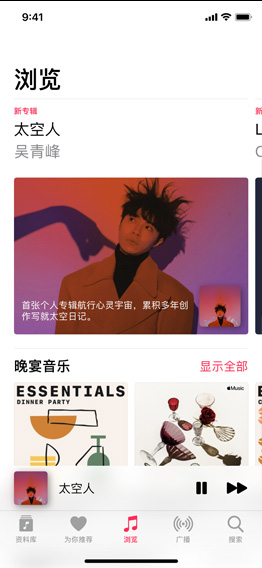 9:41
浏览
新专辑
太空人
吴青峰
首张个人专辑航行心灵宇宙，累积多年创
作写就太空日记。
晚宴音乐
显示全部
ESSENTIALS
DINNER PARTY
Music
太空人
资料库
为你推荐
浏览
广播
搜索